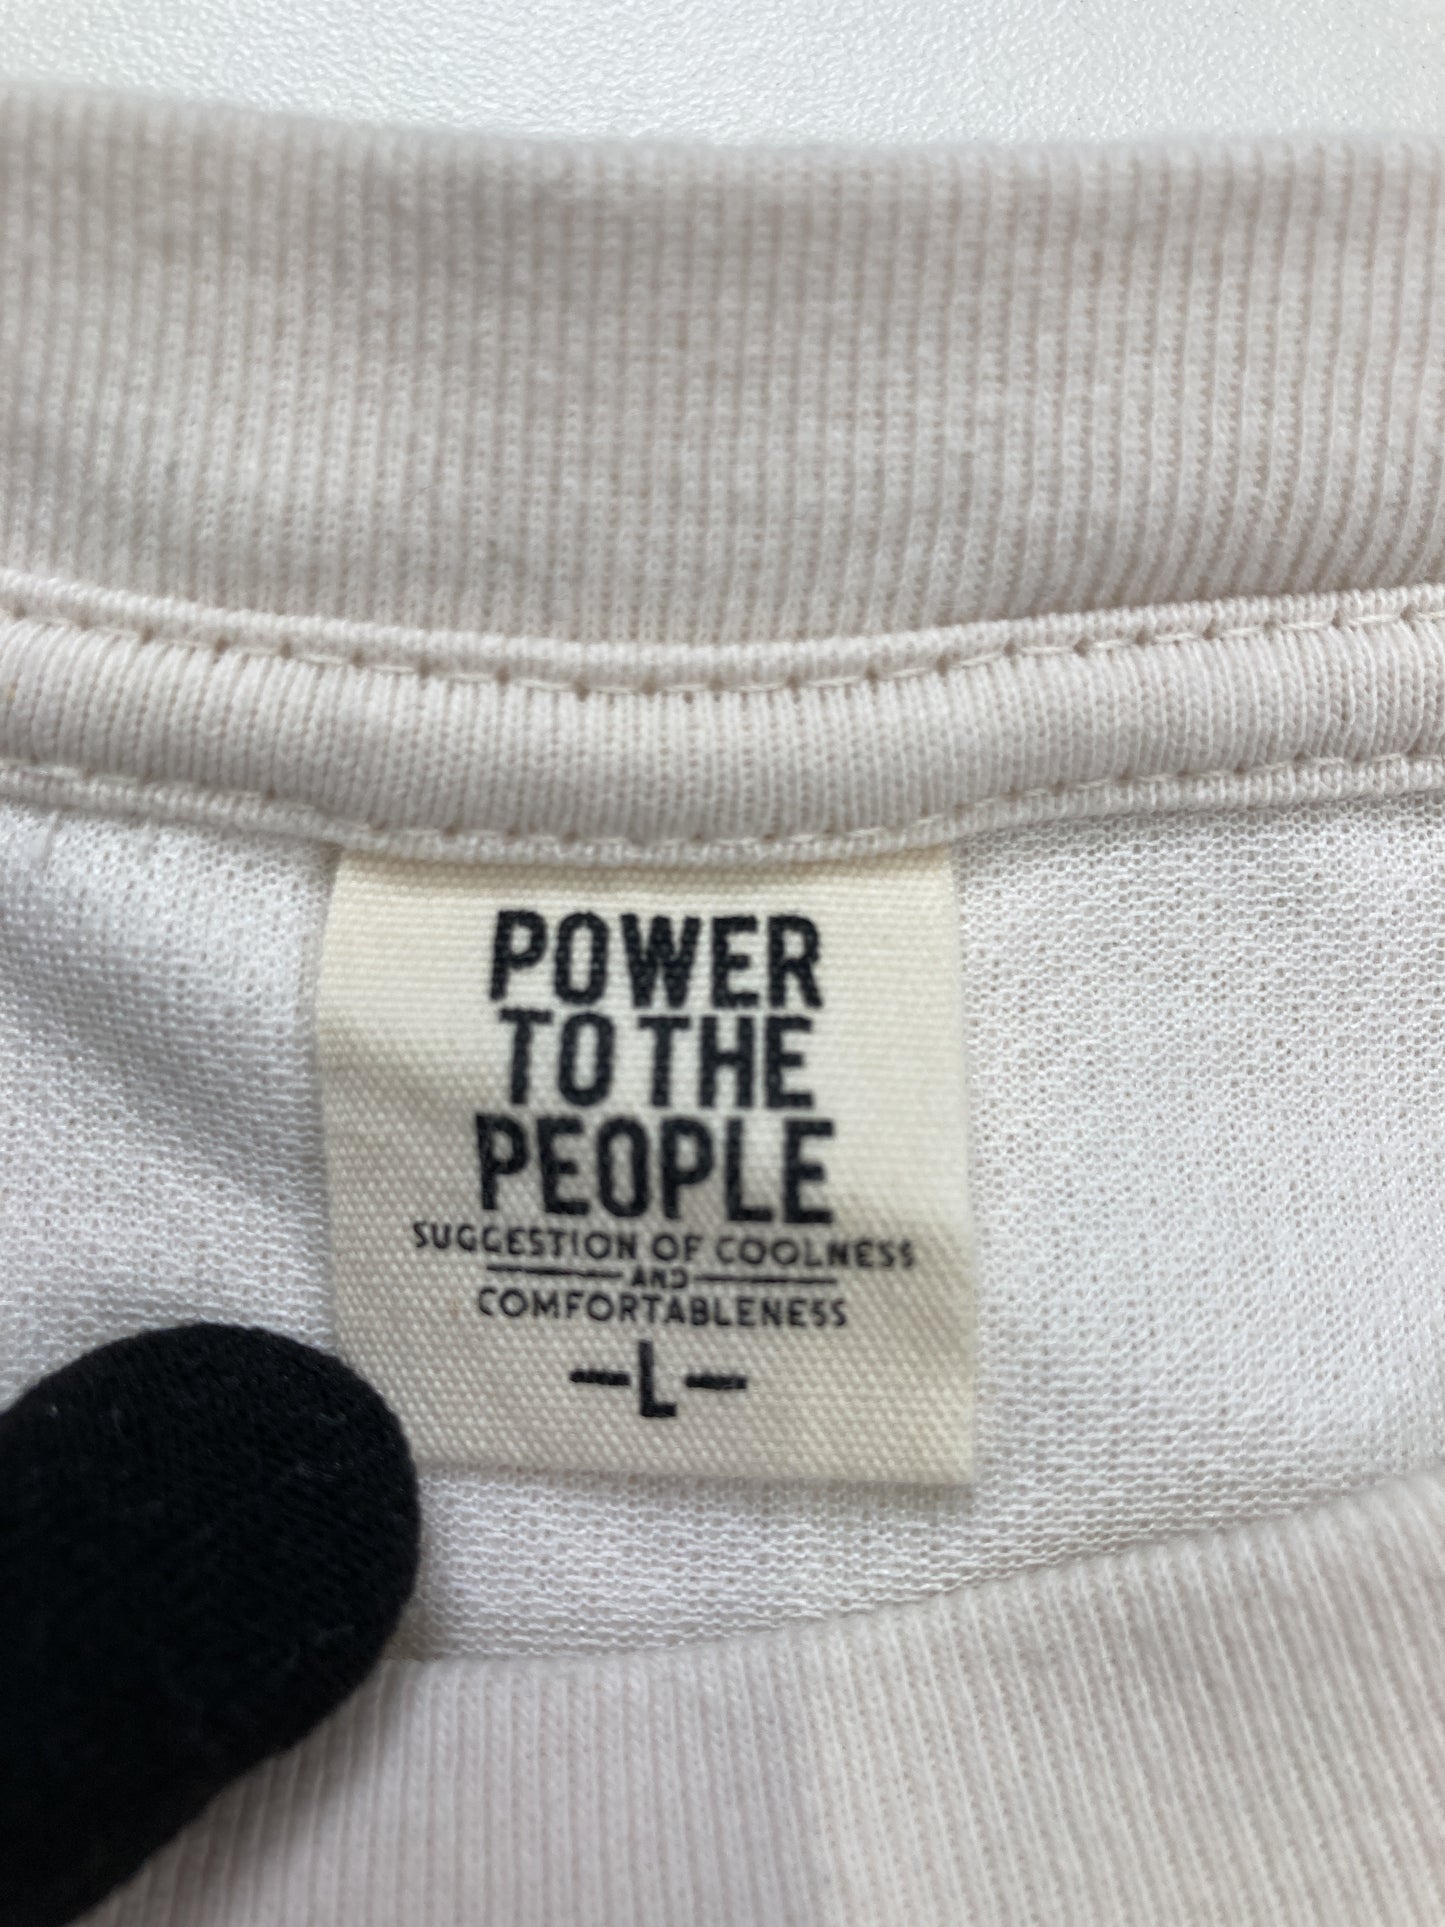 POWER
TO THE
PEOPLE
SUGGESTION OF COOLNESS
AND
COMFORTABLENESS
-L-